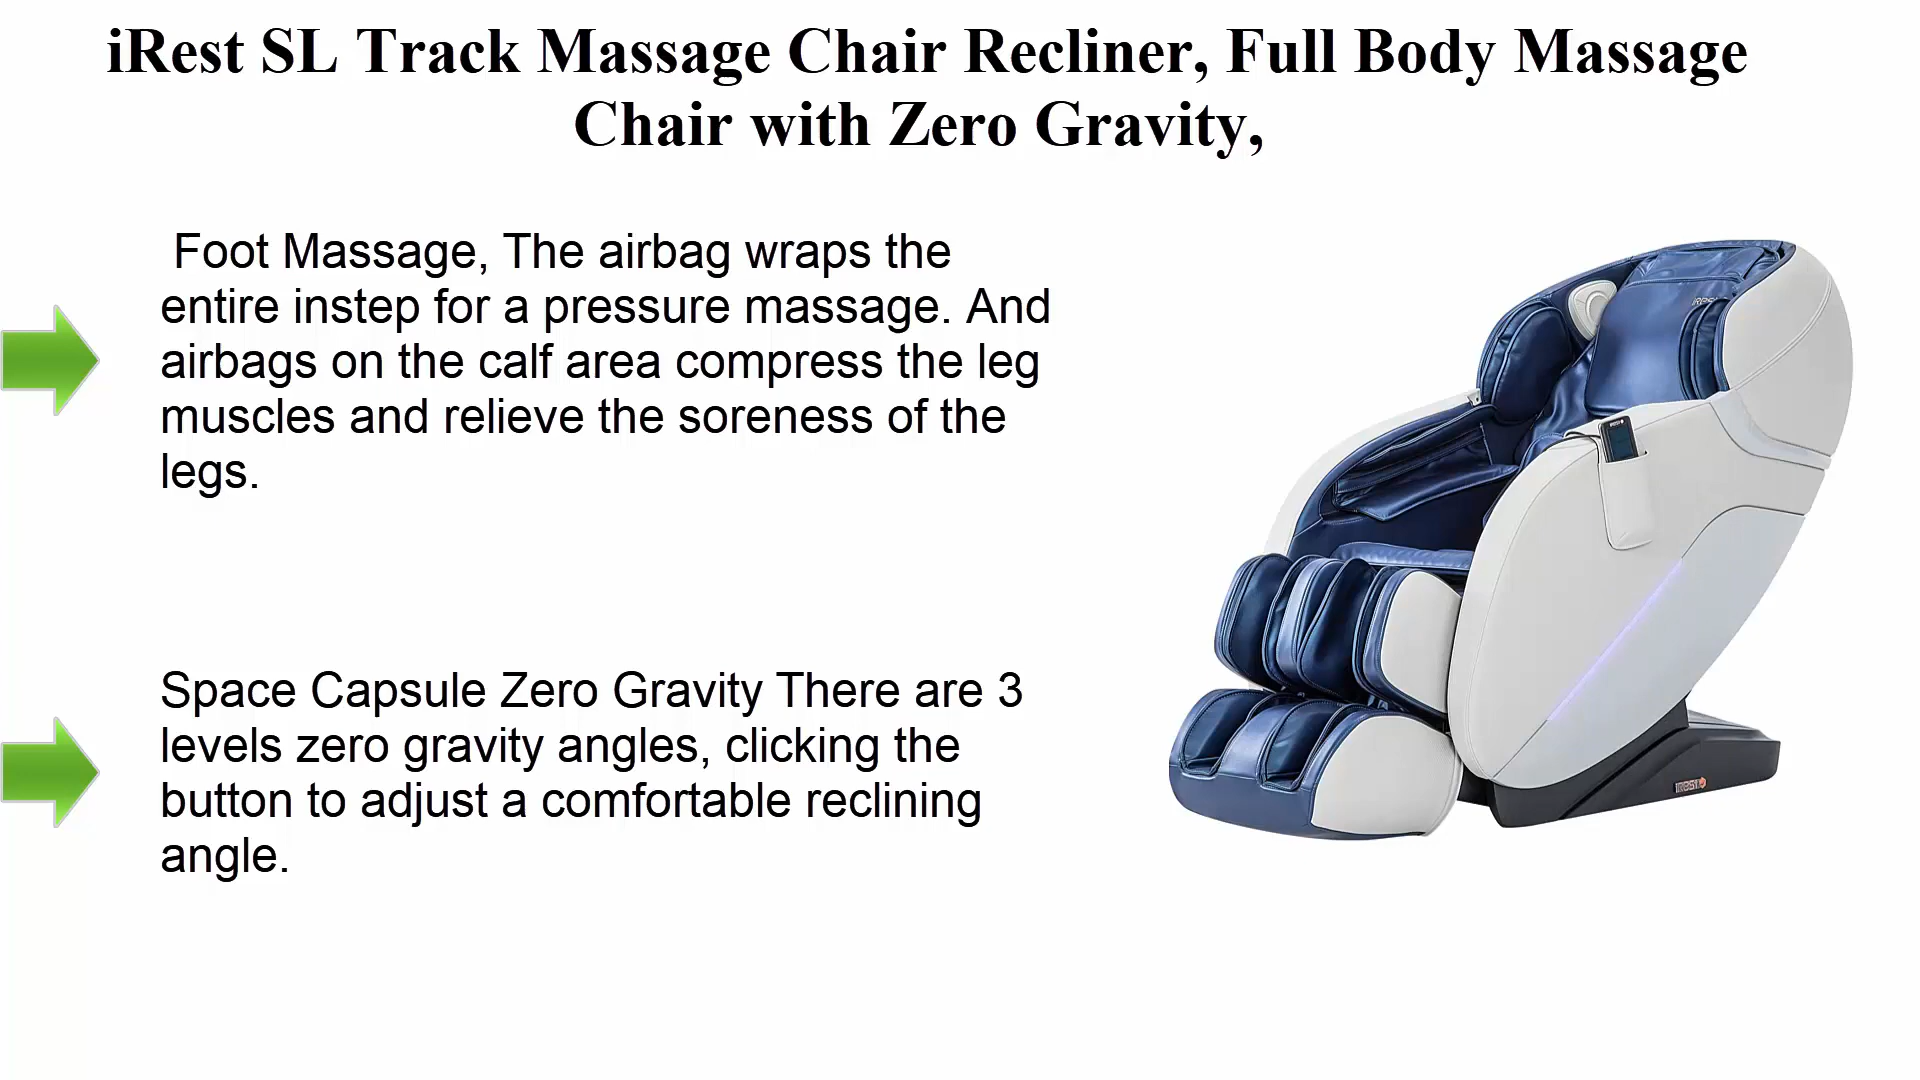 iRest SL Track Massage Chair Recliner, Full Body Massage
Chair with Zero Gravity,
Foot Massage, The airbag wraps the
entire instep for a pressure massage. And
airbags on the calf area compress the leg
muscles and relieve the soreness of the
legs.
Space Capsule Zero Gravity There are 3
levels zero gravity angles, clicking the
button to adjust a comfortable reclining
angle.
iREST